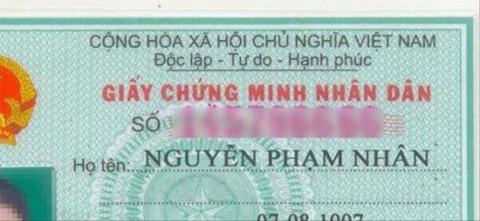 CỘNG HÒA XÃ HỘI CHỦ NGHĨA VIỆT NAM
Độc lập - Tự do - Hạnh phúc
GIẤY CHỨNG MINH NHÂN DÂN
SỐ
Họ tên: NGUYỄN PHẠM NHÂN